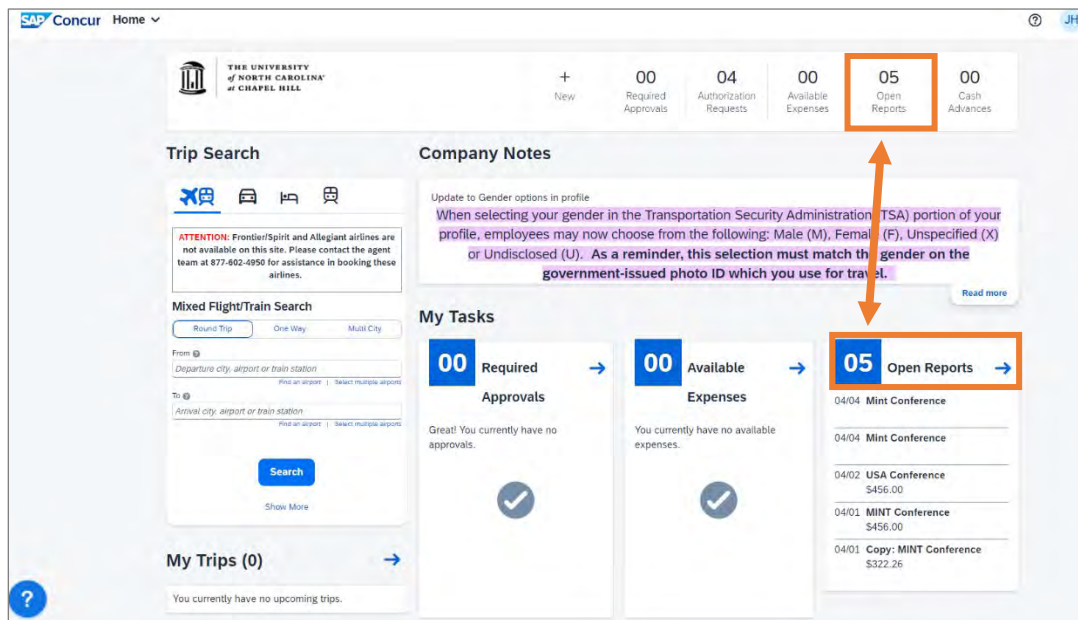 SAP Concur Home
JH
THE UNIVERSITY
of NORTH CAROLINA
at CHAPEL HILL
+
New
00
Required
Approvals
04
Authorization
Requests
00
Available
Expenses
05
Open
Reports
00
Cash
Advances
Trip Search
ATTENTION: Frontier/Spirit and Allegiant airlines are
not available on this site. Please contact the agent
team at 877-602-4950 for assistance in booking these
airlines.
Mixed Flight/Train Search
Round Trip One Way Multi City
From
Departure city, airport or train station
Find an airport | Select multiple airports
To
Arrival city, airport or train station
Find an airport | Select multiple airports
Search
Show More
My Trips (0)
You currently have no upcoming trips.
?
Company Notes
Update to Gender options in profile
When selecting your gender in the Transportation Security Administration (TSA) portion of your
profile, employees may now choose from the following: Male (M), Female (F), Unspecified (X)
or Undisclosed (U). As a reminder, this selection must match the gender on the
government-issued photo ID which you use for travel.
Read more
My Tasks
00 Required
Approvals
Great! You currently have no
approvals.
00 Available
Expenses
You currently have no available
expenses.
05 Open Reports
04/04 Mint Conference
04/04 Mint Conference
04/02 USA Conference
$456.00
04/01 MINT Conference
$456.00
04/01 Copy: MINT Conference
$322.26